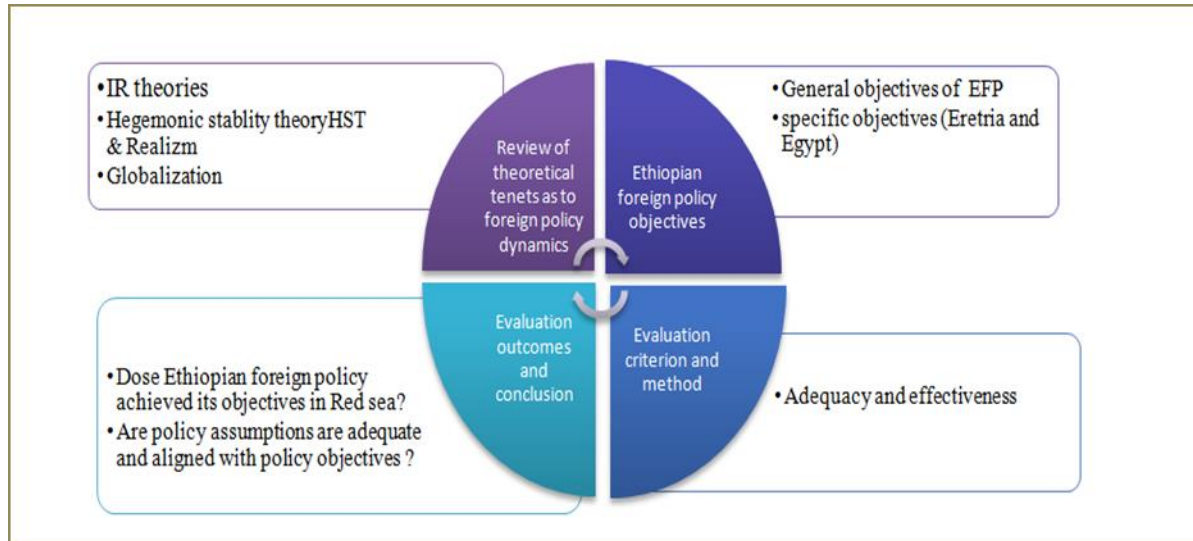 •IR theories
•Hegemonic stablity theoryHST
& Realizm
•Globalization
Review of
theoretical
tenets as to
foreign policy
dynamics
Ethiopian
foreign policy
objectives
•General objectives of EFP
•specific objectives (Eretria and
Egypt)
•Dose Ethiopian foreign policy
achieved its objectives in Red sea?
•Are policy assumptions are adequate
and aligned with policy objectives ?
Evaluation
outcomes
and
conclusion
Evaluation
criterion and
method
•Adequacy and effectiveness